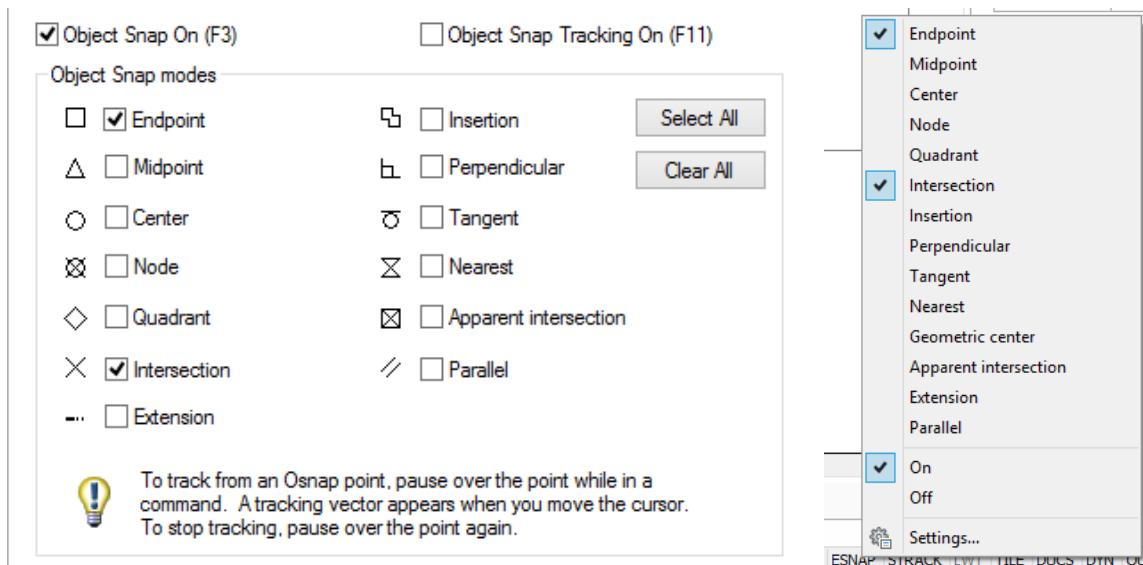 Object Snap On (F3)
Object Snap Tracking On (F11)
Object Snap modes
Endpoint
Insertion
Select All
Midpoint
Perpendicular
Clear All
Center
Tangent
Node
Nearest
Quadrant
Apparent intersection
Intersection
Parallel
Extension
To track from an Osnap point, pause over the point while in a
command. A tracking vector appears when you move the cursor.
To stop tracking, pause over the point again.
Endpoint
Midpoint
Center
Node
Quadrant
Intersection
Insertion
Perpendicular
Tangent
Nearest
Geometric center
Apparent intersection
Extension
Parallel
On
Off
Settings...
ESNAP STRACK LWT TILE DUCS DYN